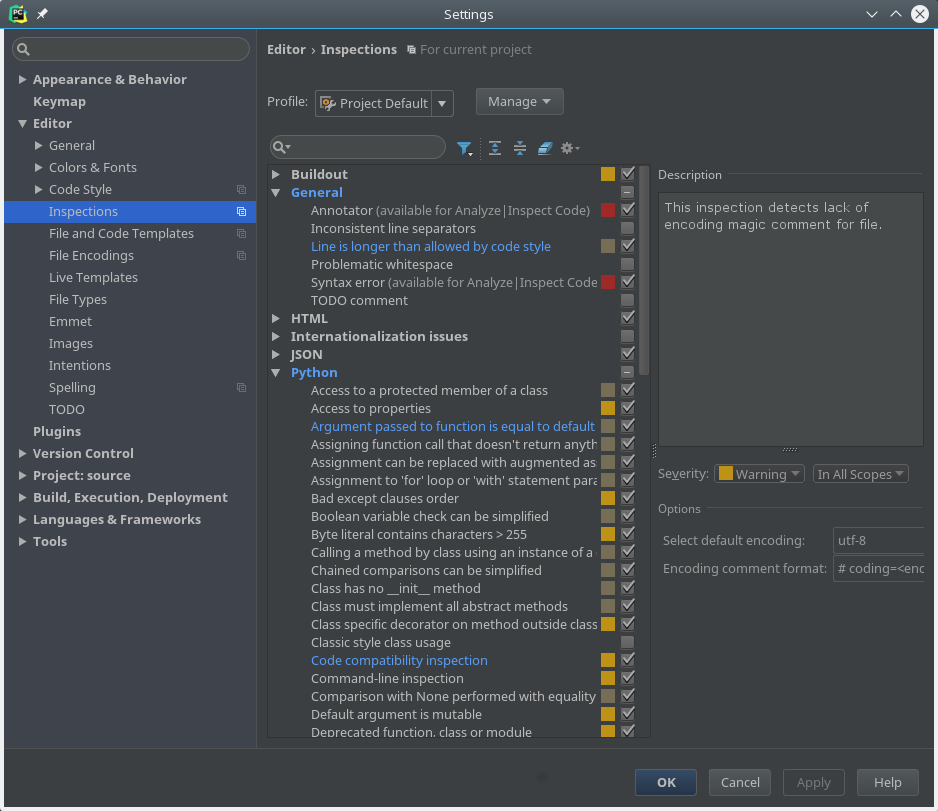 PC
Settings
Appearance & Behavior
Keymap
Editor
General
Colors & Fonts
Code Style
Inspections
File and Code Templates
File Encodings
Live Templates
File Types
Emmet
Images
Intentions
Spelling
TODO
Plugins
Version Control
Project: source
Build, Execution, Deployment
Languages & Frameworks
Tools
Editor › Inspections For current project
Profile: Project Default Manage
Buildout
General
Annotator (available for Analyze|Inspect Code)
Inconsistent line separators
Line is longer than allowed by code style
Problematic whitespace
Syntax error (available for Analyze|Inspect Code
TODO comment
HTML
Internationalization issues
JSON
Python
Access to a protected member of a class
Access to properties
Argument passed to function is equal to default
Assigning function call that doesn't return anyth
Assignment can be replaced with augmented as
Assignment to 'for' loop or 'with' statement para
Bad except clauses order
Boolean variable check can be simplified
Byte literal contains characters > 255
Calling a method by class using an instance of a
Chained comparisons can be simplified
Class has no __init__ method
Class must implement all abstract methods
Class specific decorator on method outside class
Classic style class usage
Code compatibility inspection
Command-line inspection
Comparison with None performed with equality
Default argument is mutable
Deprecated function, class or module
Description
This inspection detects lack of
encoding magic comment for file.
Severity: Warning In All Scopes
Options
Select default encoding: utf-8
Encoding comment format: # coding=<enc
OK Cancel Apply Help